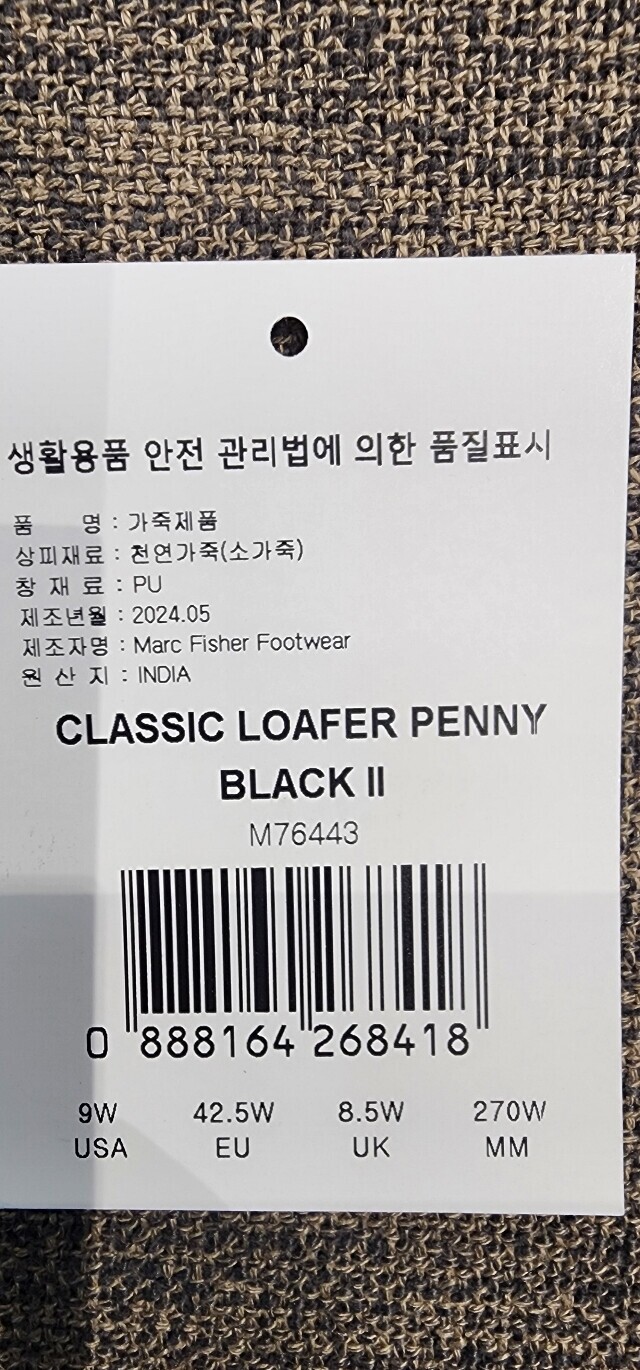 생활용품 안전 관리법에 의한 품질표시
품 명 : 가죽제품
상피재료 : 천연가죽(소가죽)
창 재 료 : PU
제조년월 : 2024.05
제조자명 : Marc Fisher Footwear
원 산 지 : INDIA
CLASSIC LOAFER PENNY
BLACK II
M76443
0 888164 268418
9W 42.5W 8.5W 270W
USA EU UK MM